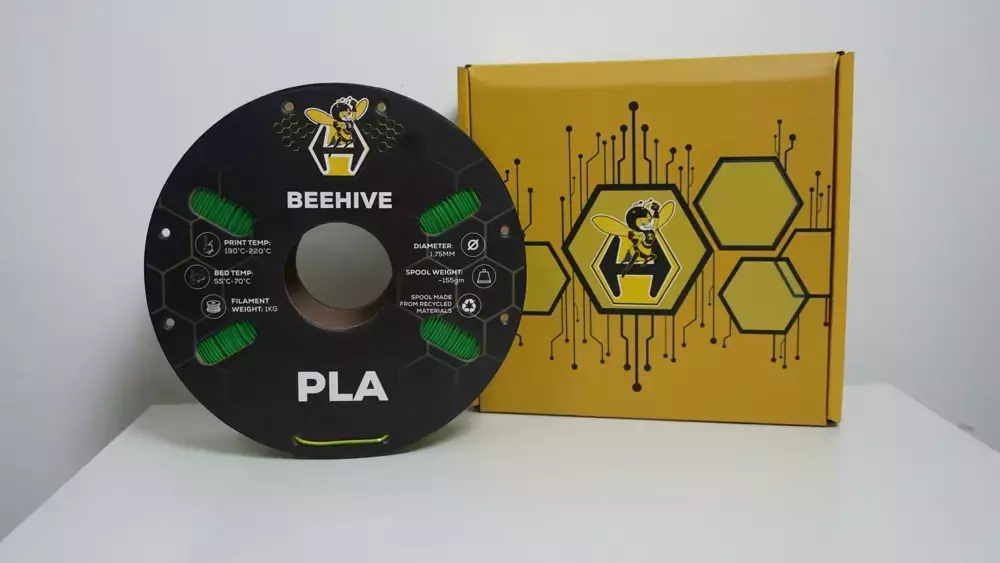 BEEHIVE
PRINT TEMP:
190°C-220°C
BED TEMP:
55°C-70°C
FILAMENT
WEIGHT: 1KG
DIAMETER:
1.75MM
SPOOL WEIGHT:
~155gm
SPOOL MADE
FROM RECYCLED
MATERIALS
PLA